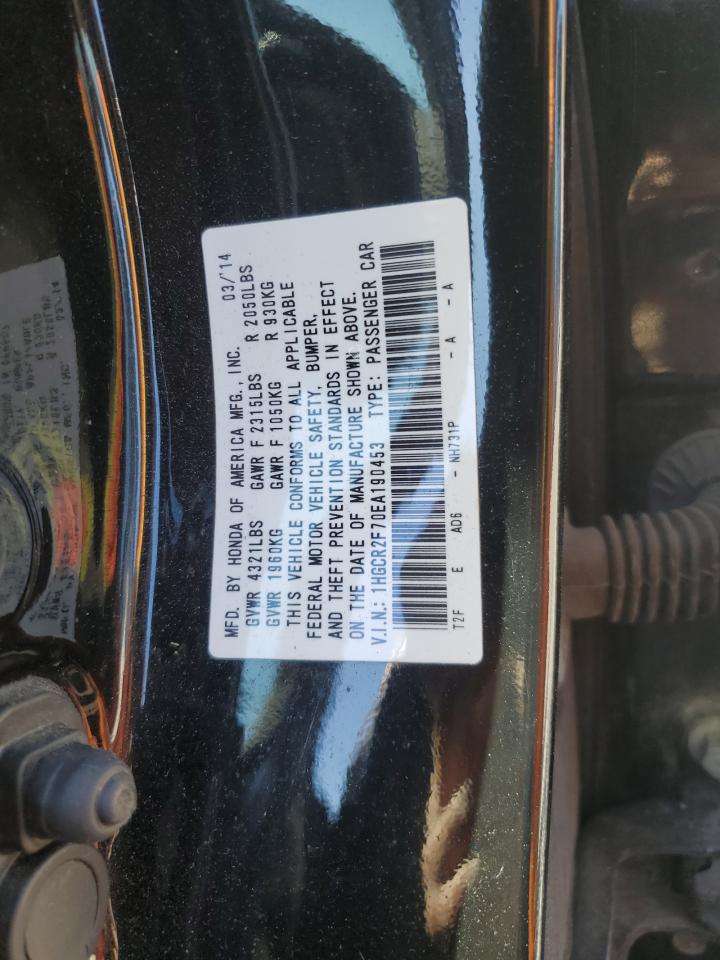 MFD. BY HONDA OF AMERICA MFG., INC. 03/'14
GVWR 4321LBS GAWR F 2315LBS R 2050LBS
GVWR 1960KG GAWR F 1050KG R 930KG
THIS VEHICLE CONFORMS TO ALL APPLICABLE
FEDERAL MOTOR VEHICLE SAFETY, BUMPER,
AND THEFT PREVENTION STANDARDS IN EFFECT
ON THE DATE OF MANUFACTURE SHOWN ABOVE.
V.I.N.: 1HGCR2F70EA190453 TYPE: PASSENGER CAR
T2F E AD6 - NH731P - A - A